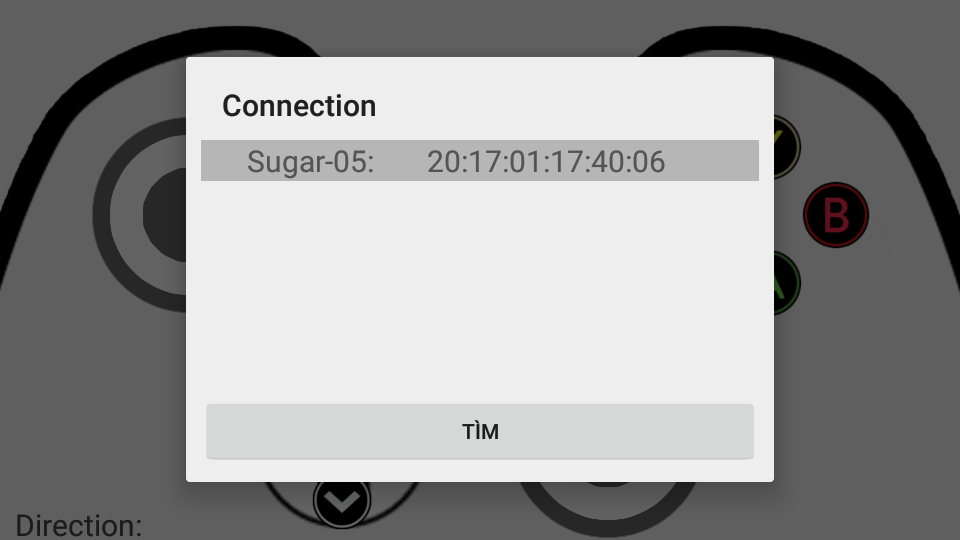 Connection
Sugar-05: 20:17:01:17:40:06
Y
B
A
TÌM
Direction: